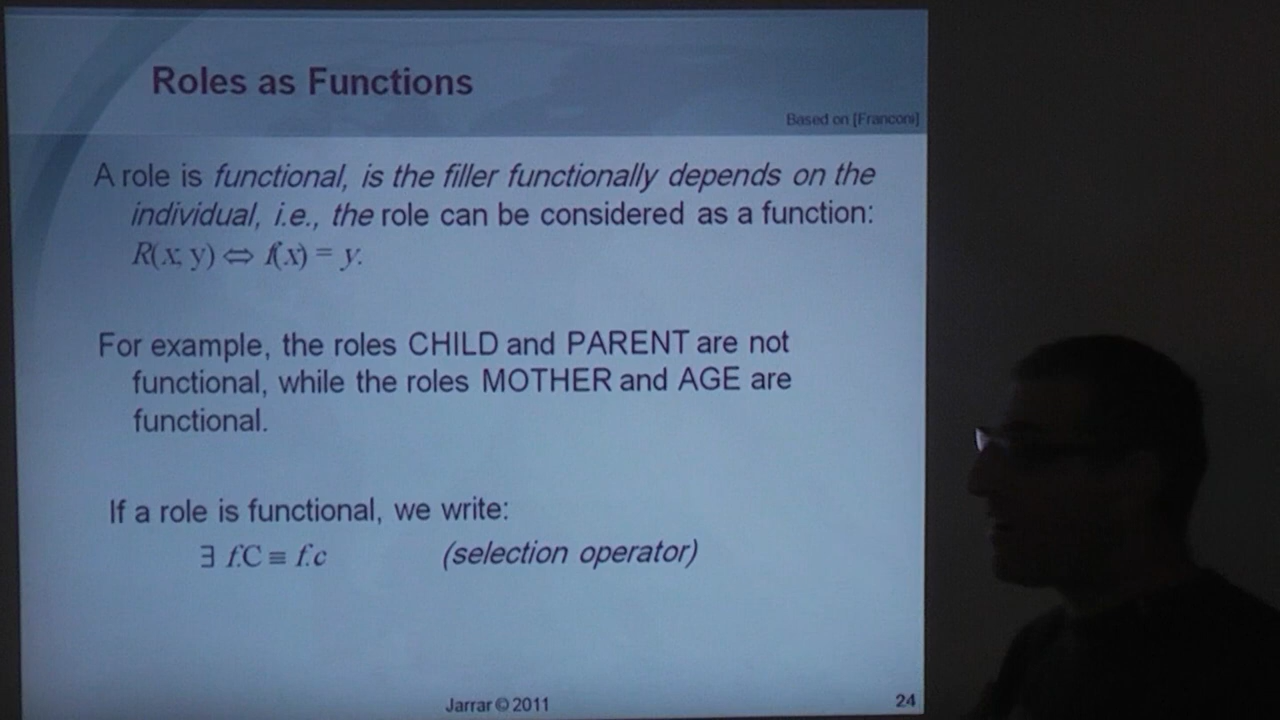 Roles as Functions
Based on [Franconi]
A role is functional, is the filler functionally depends on the
individual, i.e., the role can be considered as a function:
R(x, y) ⇔ f(x) = y.
For example, the roles CHILD and PARENT are not
functional, while the roles MOTHER and AGE are
functional.
If a role is functional, we write:
∃ f.C ≡ f.c (selection operator)
Jarrar © 2011
24